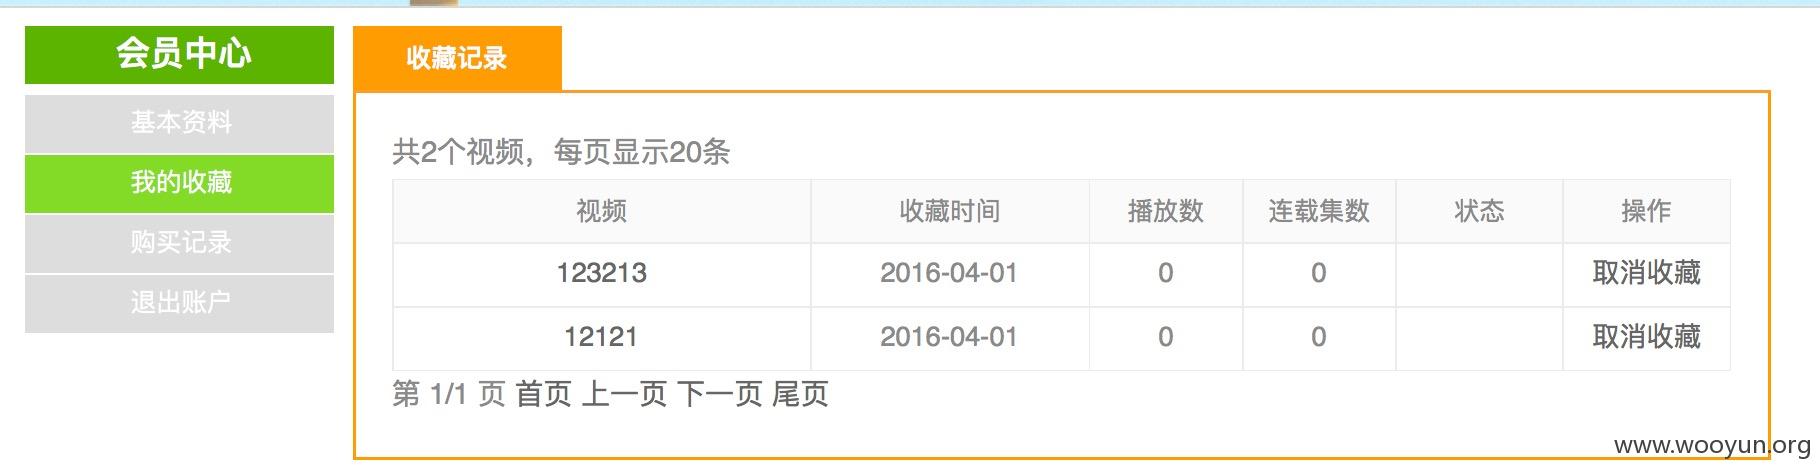 会员中心
基本资料
我的收藏
购买记录
退出账户
收藏记录
共2个视频，每页显示20条
视频 收藏时间 播放数 连载集数 状态 操作
123213 2016-04-01 0 0 取消收藏
12121 2016-04-01 0 0 取消收藏
第 1/1 页 首页 上一页 下一页 尾页
www.wooyun.org